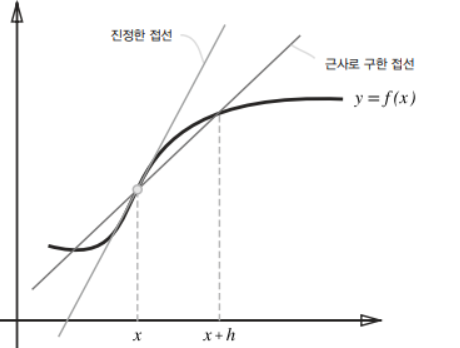 진정한 접선
근사로 구한 접선
y = f(x)
x
x + h